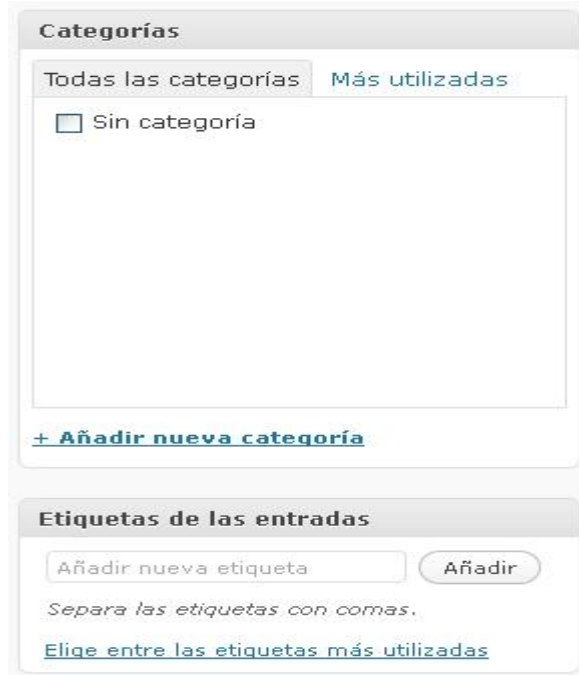 Categorías
Todas las categorías Más utilizadas
Sin categoría
+ Añadir nueva categoría
Etiquetas de las entradas
Añadir nueva etiqueta Añadir
Separa las etiquetas con comas.
Elige entre las etiquetas más utilizadas